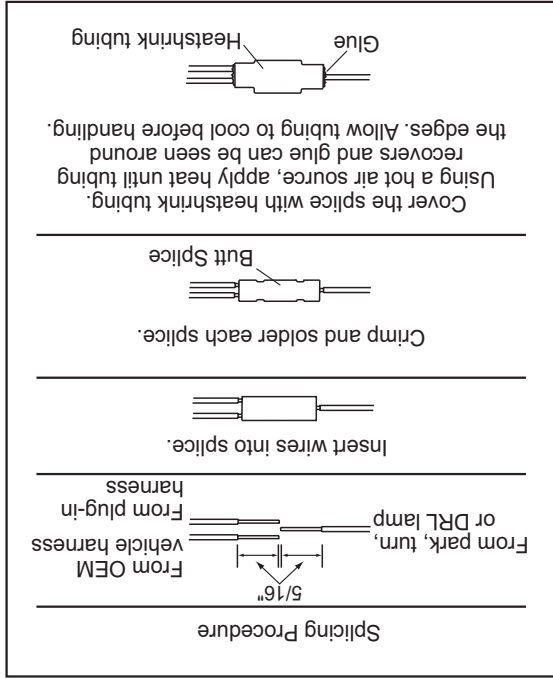 Splicing Procedure
5/16"
From park, turn,
or DRL lamp
From OEM
vehicle harness
From plug-in
harness
Insert wires into splice.
Crimp and solder each splice.
Butt Splice
Cover the splice with heatshrink tubing.
Using a hot air source, apply heat until tubing
recovers and glue can be seen around
the edges. Allow tubing to cool before handling.
Glue
Heatshrink tubing